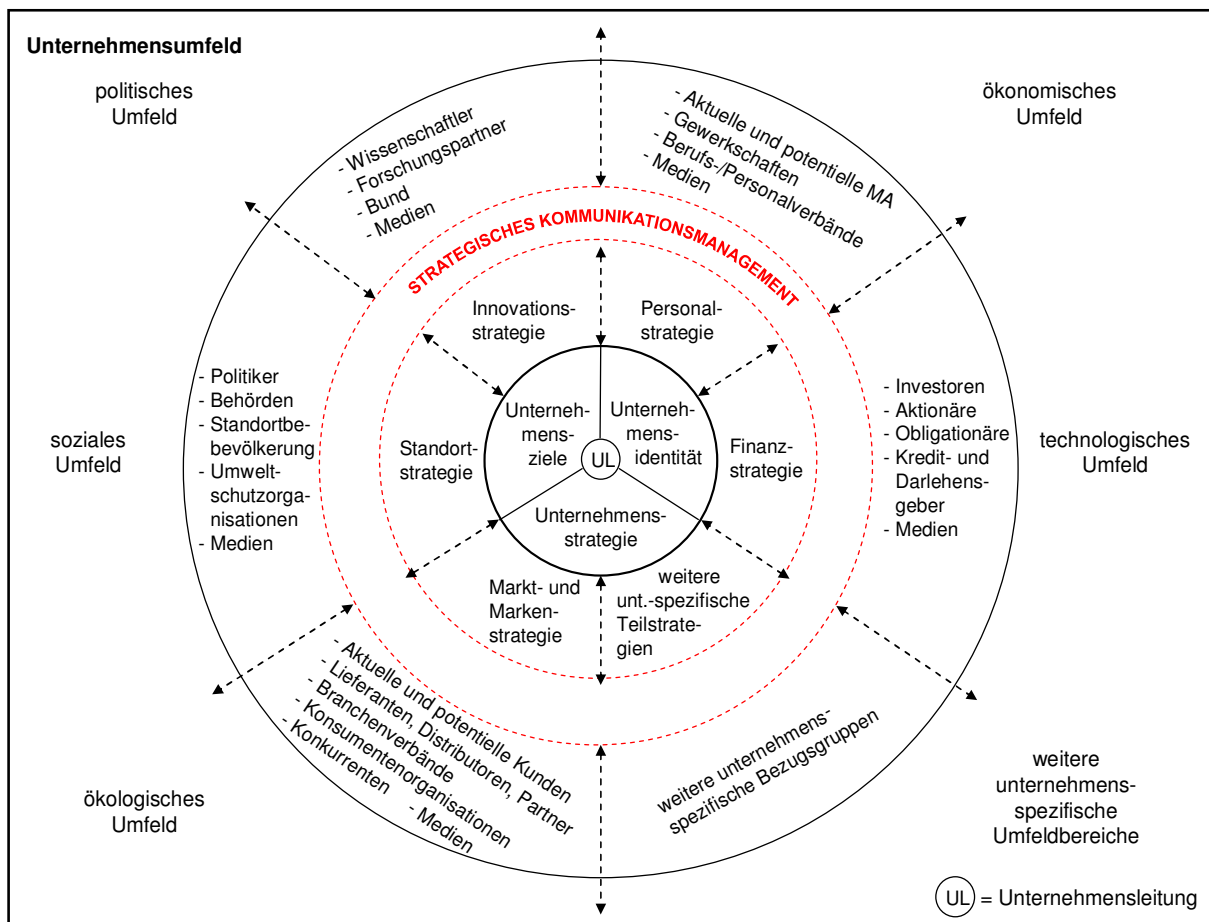 Unternehmensumfeld
politisches
Umfeld
ökonomisches
Umfeld
- Wissenschaftler
- Forschungspartner
- Bund
- Medien
- Aktuelle und potentielle MA
- Gewerkschaften
- Berufs-/Personalverbände
- Medien
STRATEGISCHES KOMMUNIKATIONSMANAGEMENT
Innovations-
strategie
Personal-
strategie
soziales
Umfeld
- Politiker
- Behörden
- Standortbe-
bevölkerung
- Umwelt-
schutzorga-
nisationen
- Medien
Standort-
strategie
Unterneh-
mens-
ziele
UL
Unterneh-
mens-
identität
Unternehmens-
strategie
Finanz-
strategie
- Investoren
- Aktionäre
- Obligationäre
- Kredit- und
Darlehens-
geber
- Medien
technologisches
Umfeld
Markt- und
Marken-
strategie
weitere
unt.-spezifische
Teilstrate-
gien
ökologisches
Umfeld
- Aktuelle und potentielle Kunden
- Lieferanten, Distributoren, Partner
- Branchenverbände
- Konsumentenorganisationen
- Konkurrenten - Medien
weitere unternehmens-
spezifische Bezugsgruppen
weitere
unternehmens-
spezifische
Umfeldbereiche
UL = Unternehmensleitung